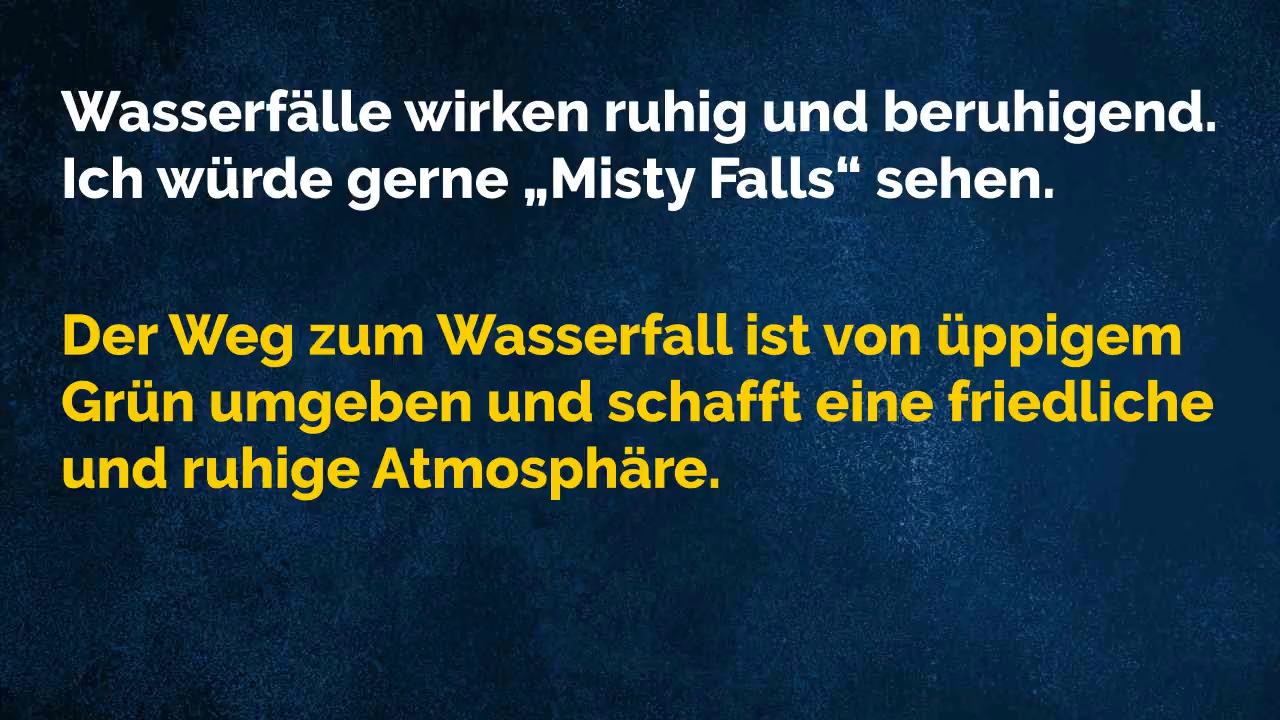 Wasserfälle wirken ruhig und beruhigend.
Ich würde gerne „Misty Falls“ sehen.
Der Weg zum Wasserfall ist von üppigem
Grün umgeben und schafft eine friedliche
und ruhige Atmosphäre.